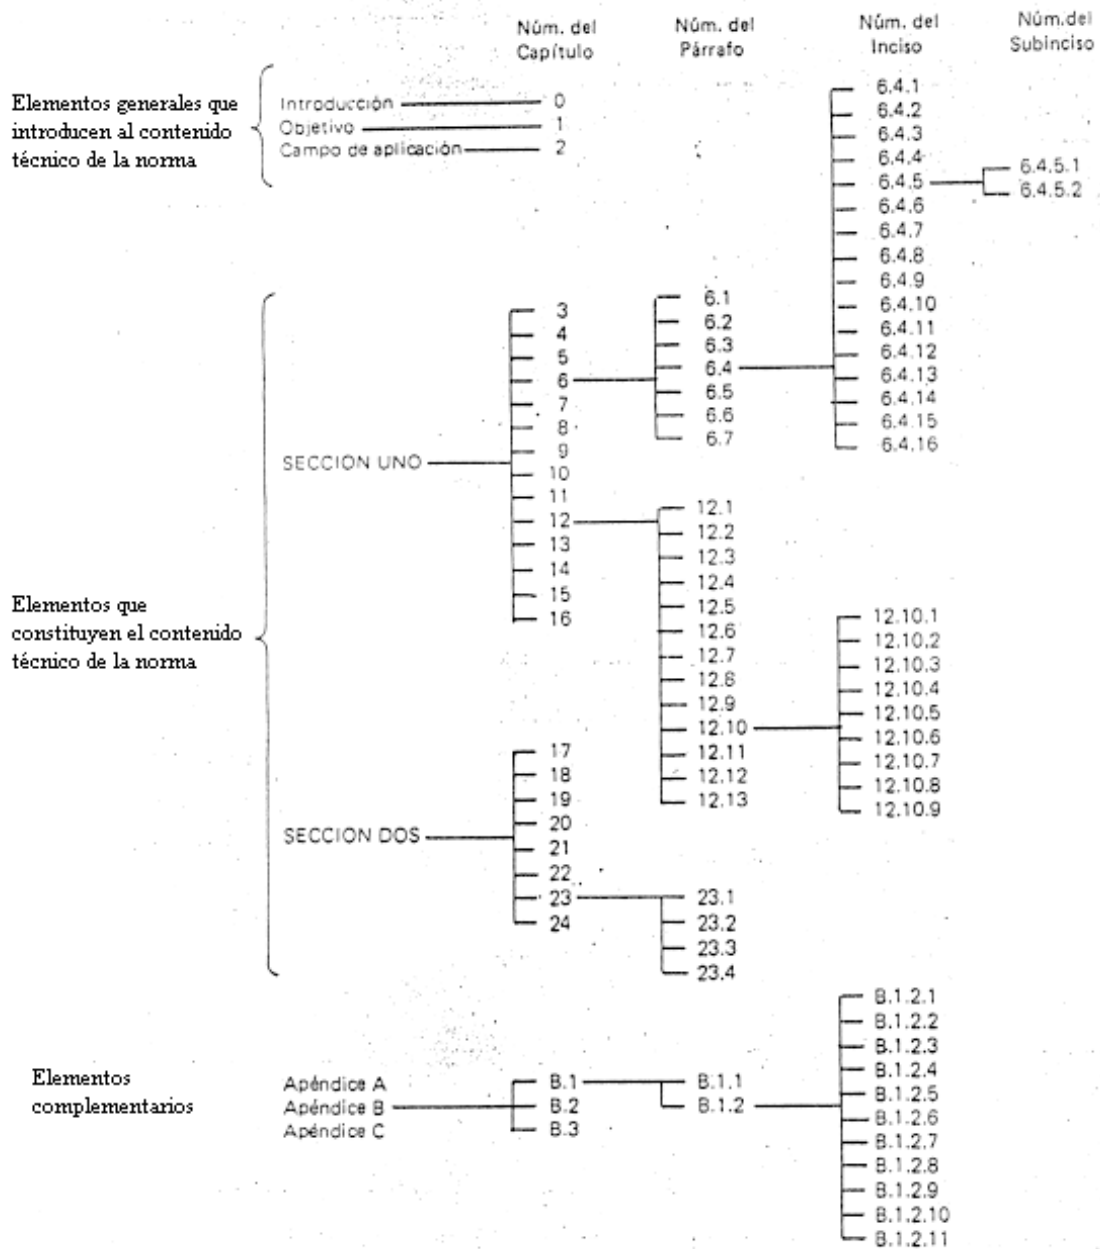 Núm. del
Capítulo
Núm. del
Párrafo
Núm. del
Inciso
Núm.del
Subinciso
Elementos generales que
introducen al contenido
técnico de la norma
Introducción 0
Objetivo 1
Campo de aplicación 2
6.4.1
6.4.2
6.4.3
6.4.4
6.4.5
6.4.6
6.4.7
6.4.8
6.4.9
6.4.10
6.4.11
6.4.12
6.4.13
6.4.14
6.4.15
6.4.16
6.4.5.1
6.4.5.2
Elementos que
constituyen el contenido
técnico de la norma
SECCION UNO
3
4
5
6
7
8
9
10
11
12
13
14
15
16
6.1
6.2
6.3
6.4
6.5
6.6
6.7
12.1
12.2
12.3
12.4
12.5
12.6
12.7
12.8
12.9
12.10
12.11
12.12
12.13
12.10.1
12.10.2
12.10.3
12.10.4
12.10.5
12.10.6
12.10.7
12.10.8
12.10.9
SECCION DOS
17
18
19
20
21
22
23
24
23.1
23.2
23.3
23.4
Elementos
complementarios
Apéndice A
Apéndice B
Apéndice C
B.1
B.2
B.3
B.1.1
B.1.2
B.1.2.1
B.1.2.2
B.1.2.3
B.1.2.4
B.1.2.5
B.1.2.6
B.1.2.7
B.1.2.8
B.1.2.9
B.1.2.10
B.1.2.11